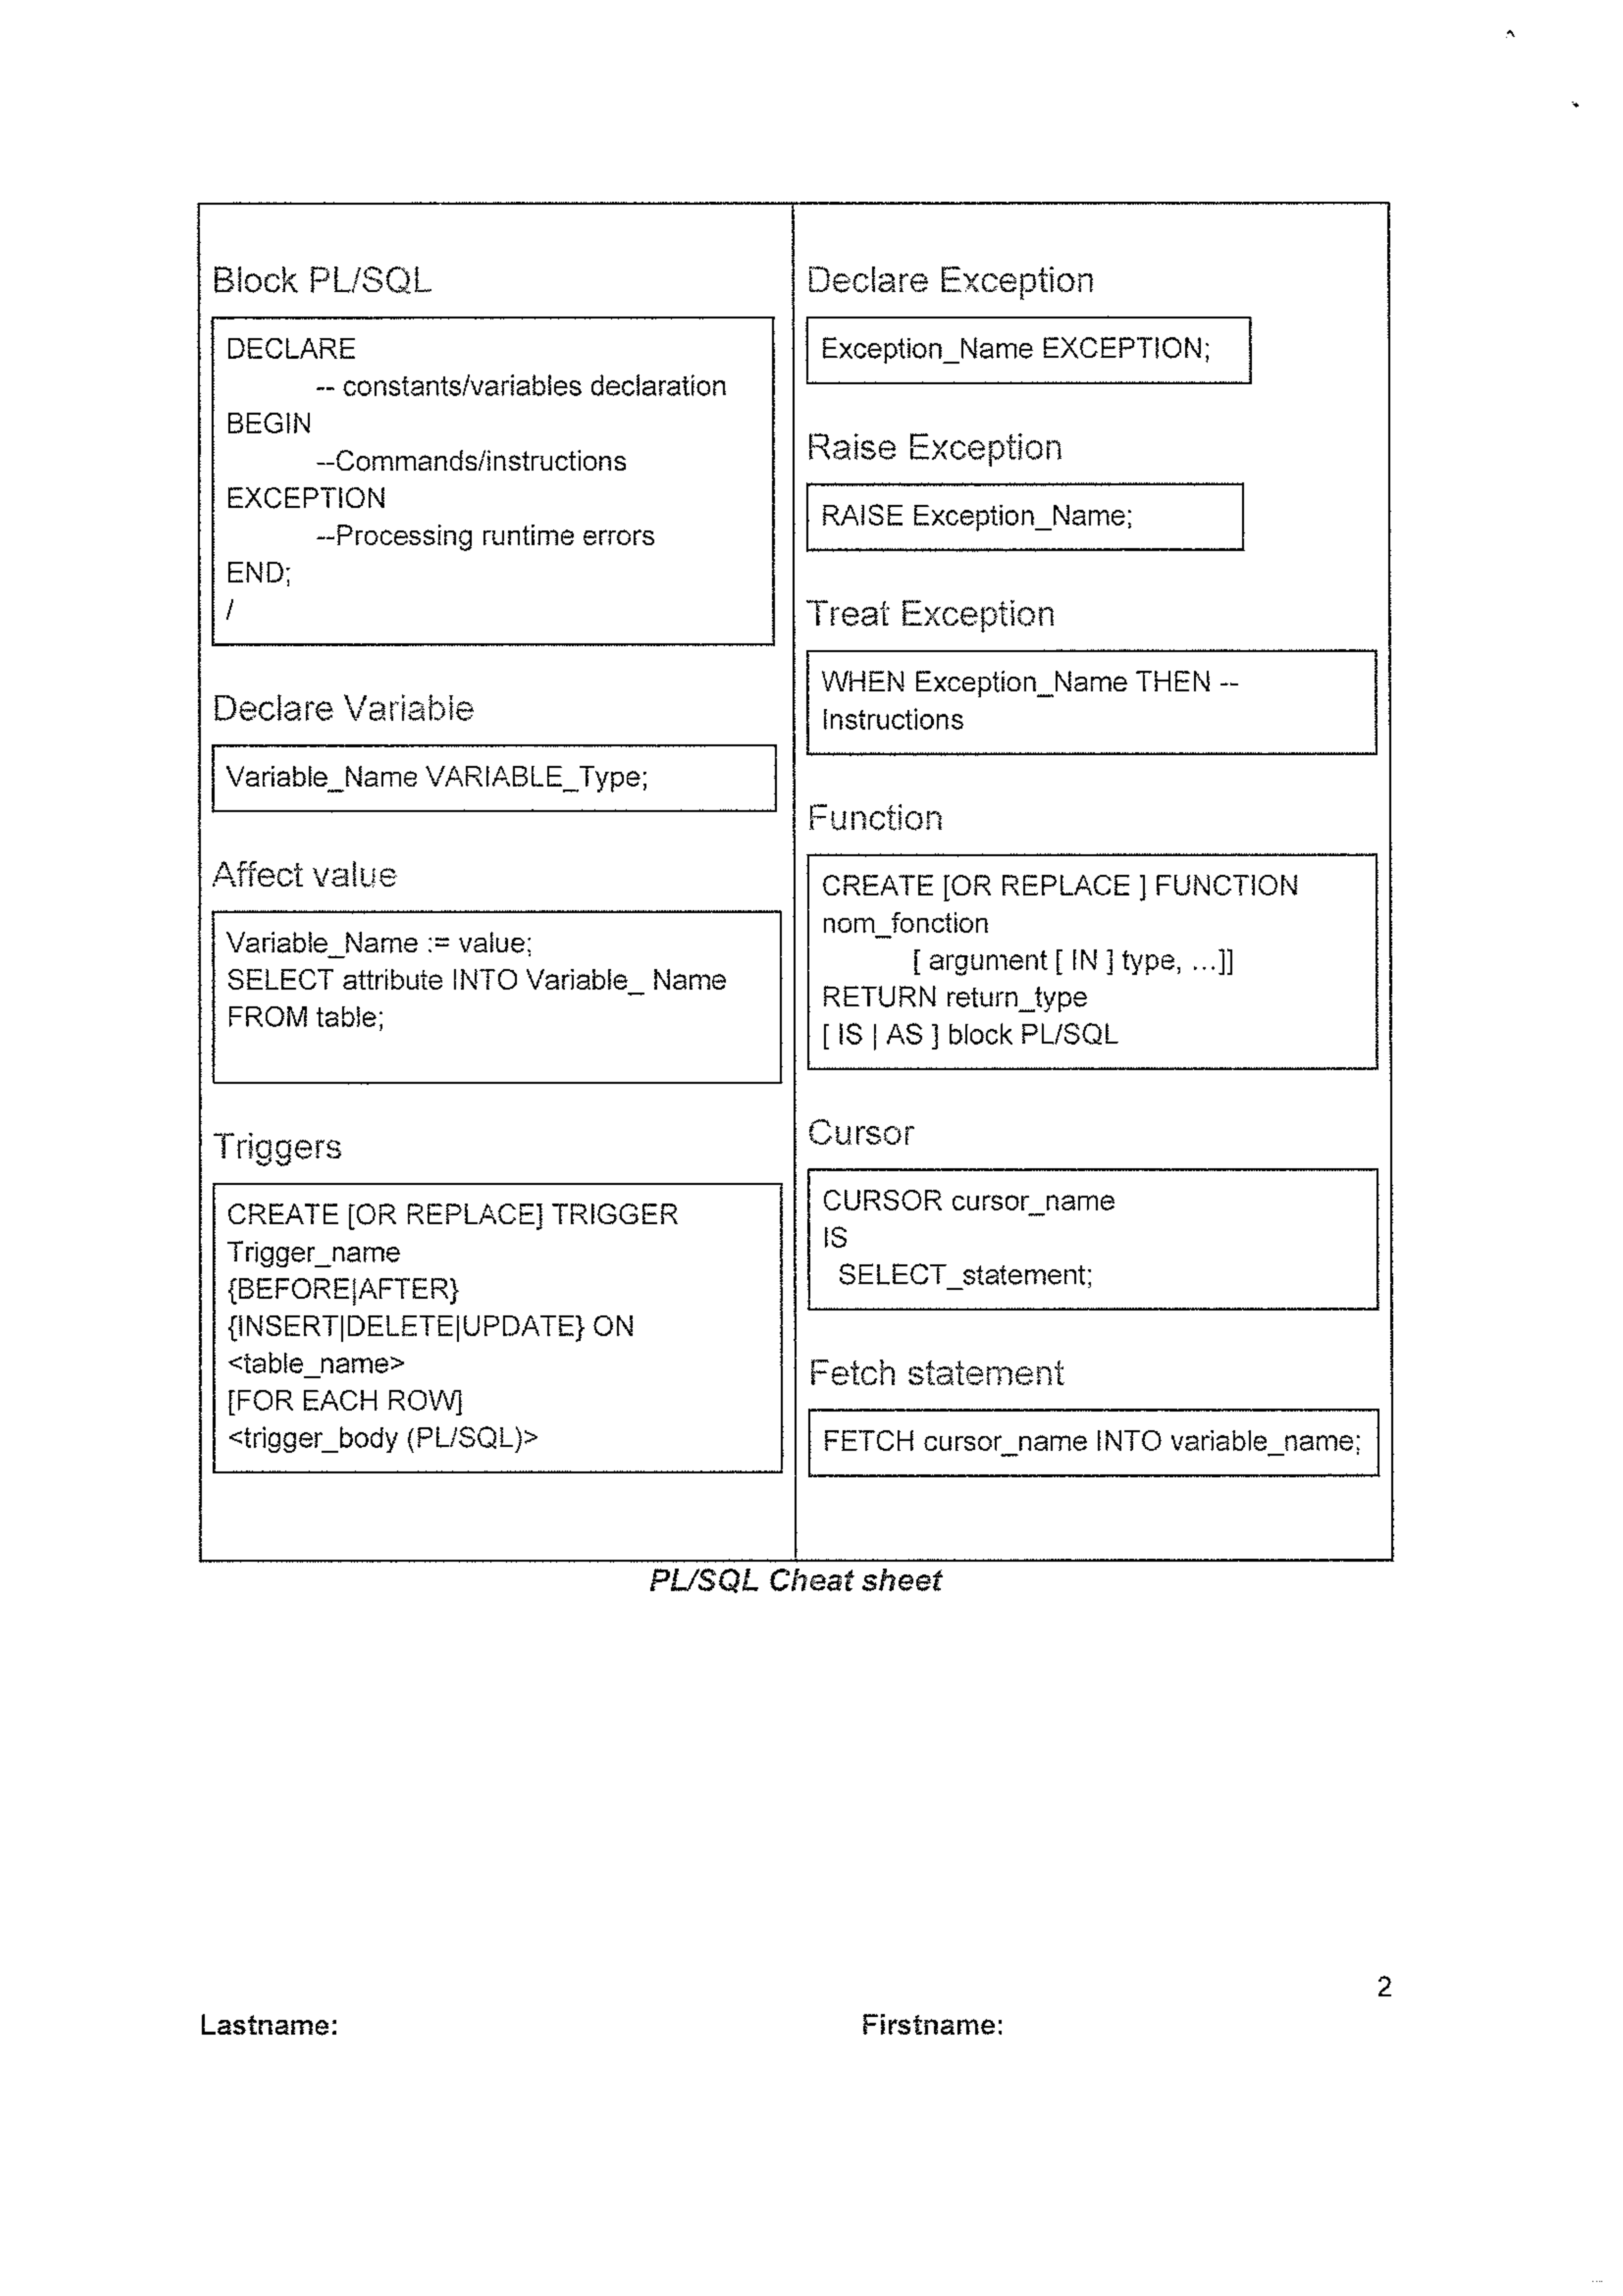 Block PL/SQL
DECLARE
-- constants/variables declaration
BEGIN
--Commands/instructions
EXCEPTION
--Processing runtime errors
END;
/
Declare Variable
Variable_Name VARIABLE_Type;
Affect value
Variable_Name := value;
SELECT attribute INTO Variable_ Name
FROM table;
Triggers
CREATE [OR REPLACE] TRIGGER
Trigger_name
{BEFORE|AFTER}
{INSERT|DELETE|UPDATE} ON
<table_name>
[FOR EACH ROW]
<trigger_body (PL/SQL)>
Declare Exception
Exception_Name EXCEPTION;
Raise Exception
RAISE Exception_Name;
Treat Exception
WHEN Exception_Name THEN --
Instructions
Function
CREATE [OR REPLACE ] FUNCTION
nom_fonction
[ argument [ IN ] type, ...]]
RETURN return_type
[ IS | AS ] block PL/SQL
Cursor
CURSOR cursor_name
IS
SELECT_statement;
Fetch statement
FETCH cursor_name INTO variable_name;
PL/SQL Cheat sheet
2
Lastname: Firstname: